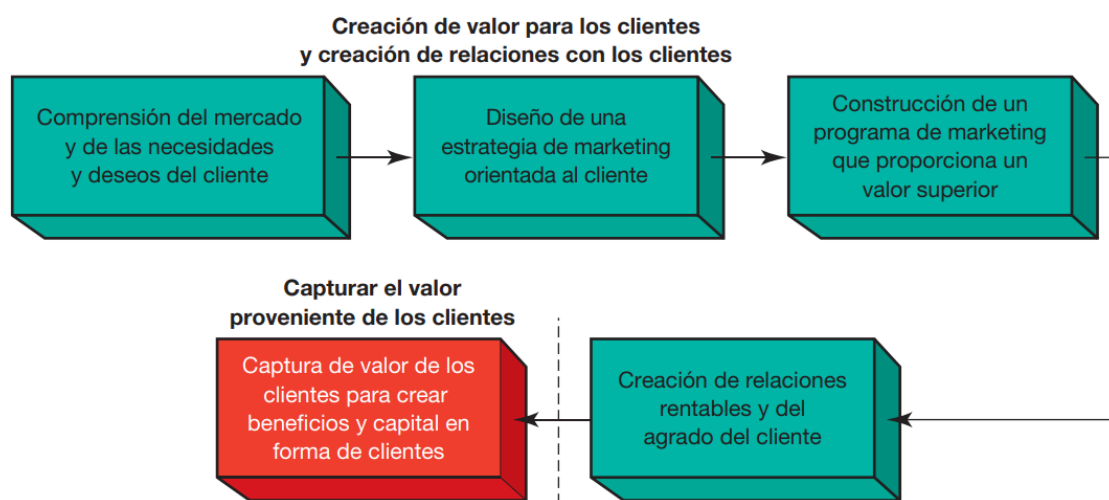 Creación de valor para los clientes
y creación de relaciones con los clientes
Comprensión del mercado
y de las necesidades
y deseos del cliente
Diseño de una
estrategia de marketing
orientada al cliente
Construcción de un
programa de marketing
que proporciona un
valor superior
Capturar el valor
proveniente de los clientes
Captura de valor de los
clientes para crear
beneficios y capital en
forma de clientes
Creación de relaciones
rentables y del
agrado del cliente